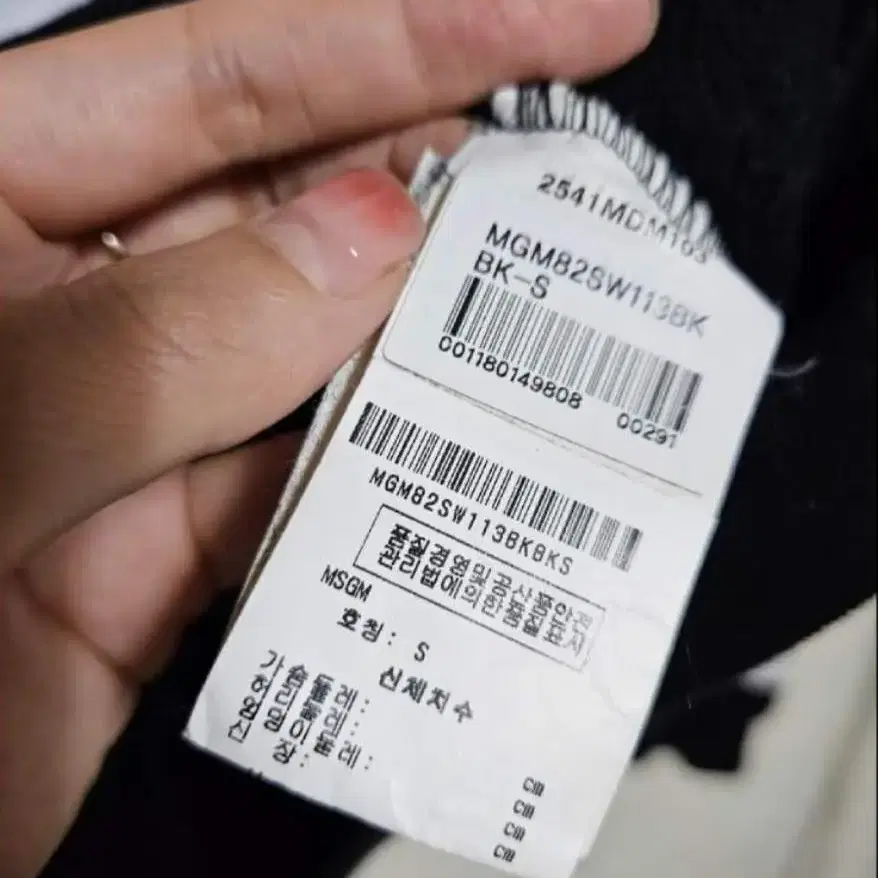 2541MDM103
MGM82SW113BK
BK-S
001180149808 00291
MGM82SW113BKBKS
품질경영및공산품안전
관리법에의한품질표시
MSGM
호칭: S
신체치수
가슴둘레: cm
허리둘레: cm
엉덩이둘레: cm
신장: cm